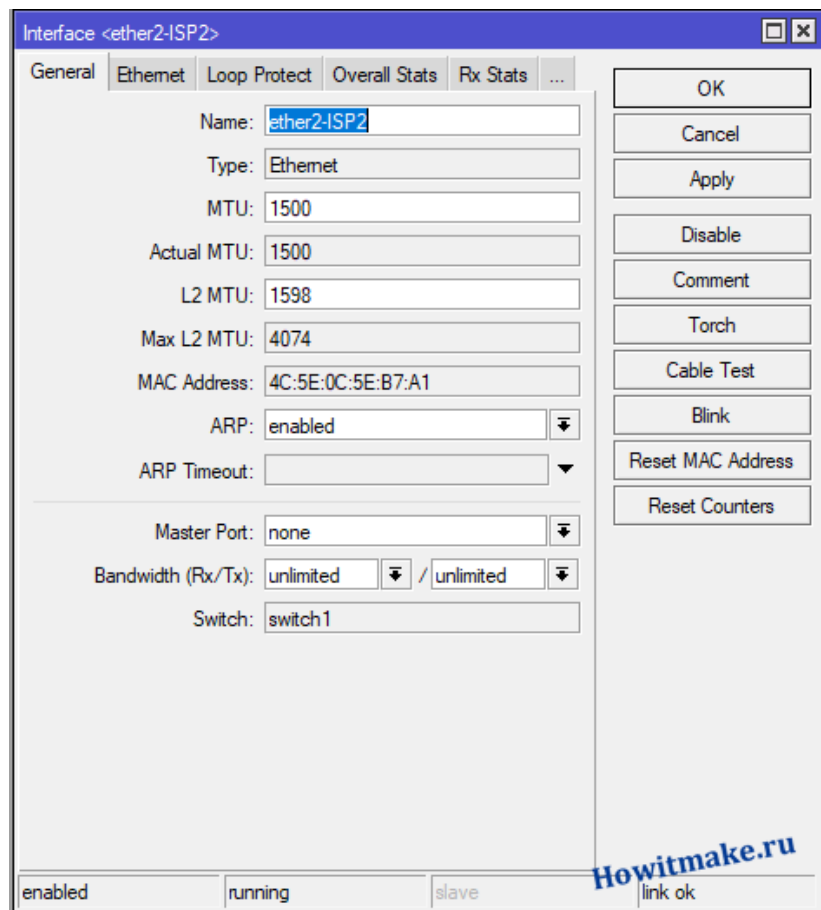 Interface <ether2-ISP2>
General Ethernet Loop Protect Overall Stats Rx Stats ...
Name: ether2-ISP2
Type: Ethernet
MTU: 1500
Actual MTU: 1500
L2 MTU: 1598
Max L2 MTU: 4074
MAC Address: 4C:5E:0C:5E:B7:A1
ARP: enabled
ARP Timeout:
Master Port: none
Bandwidth (Rx/Tx): unlimited / unlimited
Switch: switch1
OK
Cancel
Apply
Disable
Comment
Torch
Cable Test
Blink
Reset MAC Address
Reset Counters
Howitmake.ru
enabled running slave link ok